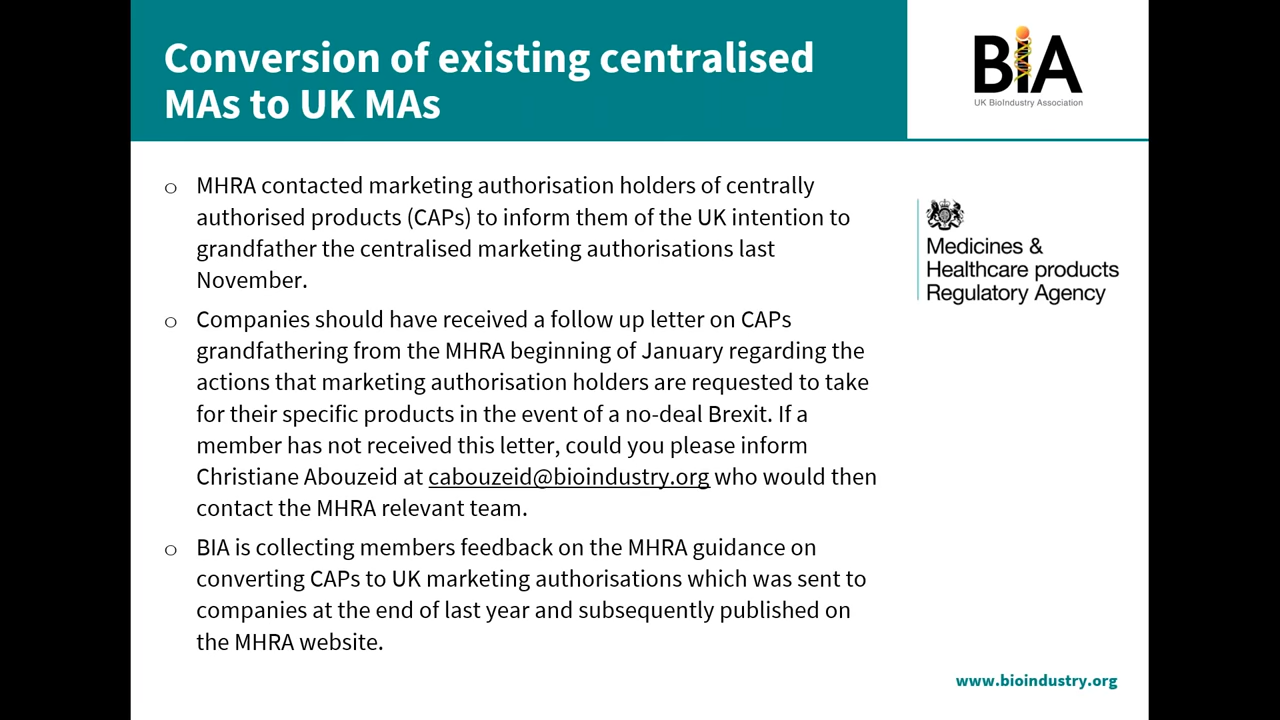 Conversion of existing centralised
MAs to UK MAs
BIA
UK BioIndustry Association
○ MHRA contacted marketing authorisation holders of centrally
authorised products (CAPs) to inform them of the UK intention to
grandfather the centralised marketing authorisations last
November.
○ Companies should have received a follow up letter on CAPs
grandfathering from the MHRA beginning of January regarding the
actions that marketing authorisation holders are requested to take
for their specific products in the event of a no-deal Brexit. If a
member has not received this letter, could you please inform
Christiane Abouzeid at cabouzeid@bioindustry.org who would then
contact the MHRA relevant team.
○ BIA is collecting members feedback on the MHRA guidance on
converting CAPs to UK marketing authorisations which was sent to
companies at the end of last year and subsequently published on
the MHRA website.
Medicines &
Healthcare products
Regulatory Agency
www.bioindustry.org